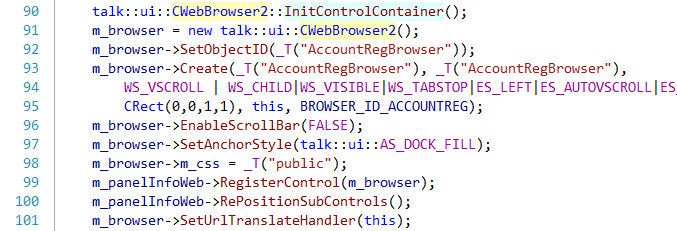 90 talk::ui::CWebBrowser2::InitControlContainer();
91 m_browser = new talk::ui::CWebBrowser2();
92 m_browser->SetObjectID(_T("AccountRegBrowser"));
93 m_browser->Create(_T("AccountRegBrowser"), _T("AccountRegBrowser"),
94 WS_VSCROLL | WS_CHILD|WS_VISIBLE|WS_TABSTOP|ES_LEFT|ES_AUTOVSCROLL|ES_
95 CRect(0,0,1,1), this, BROWSER_ID_ACCOUNTREG);
96 m_browser->EnableScrollBar(FALSE);
97 m_browser->SetAnchorStyle(talk::ui::AS_DOCK_FILL);
98 m_browser->m_css = _T("public");
99 m_panelInfoWeb->RegisterControl(m_browser);
100 m_panelInfoWeb->RePositionSubControls();
101 m_browser->SetUrlTranslateHandler(this);